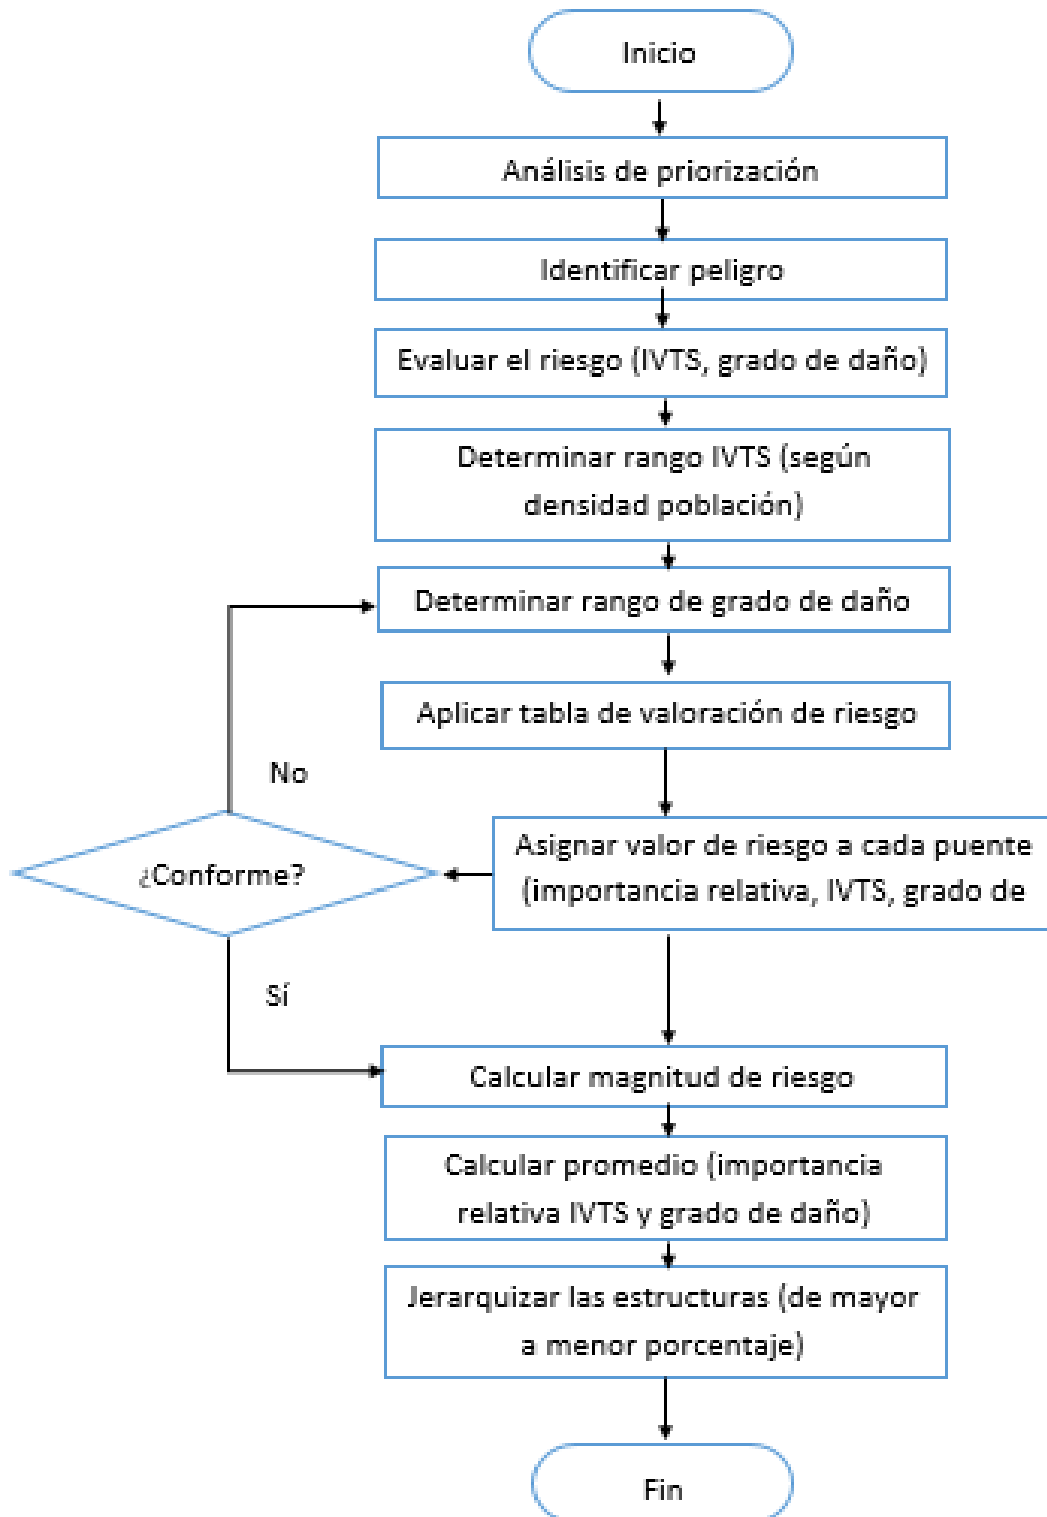 Inicio
Análisis de priorización
Identificar peligro
Evaluar el riesgo (IVTS, grado de daño)
Determinar rango IVTS (según
densidad población)
Determinar rango de grado de daño
Aplicar tabla de valoración de riesgo
No
Asignar valor de riesgo a cada puente
(importancia relativa, IVTS, grado de
¿Conforme?
Sí
Calcular magnitud de riesgo
Calcular promedio (importancia
relativa IVTS y grado de daño)
Jerarquizar las estructuras (de mayor
a menor porcentaje)
Fin